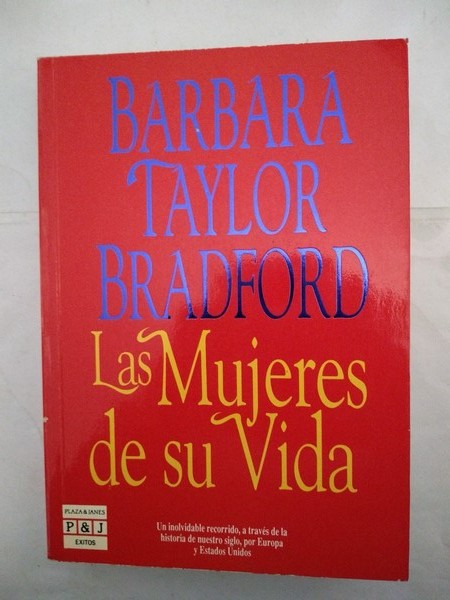 BARBARA
TAYLOR
BRADFORD
Las Mujeres
de su Vida
PLAZA & JANES
P & J
EXITOS
Un inolvidable recorrido, a través de la
historia de nuestro siglo, por Europa
y Estados Unidos